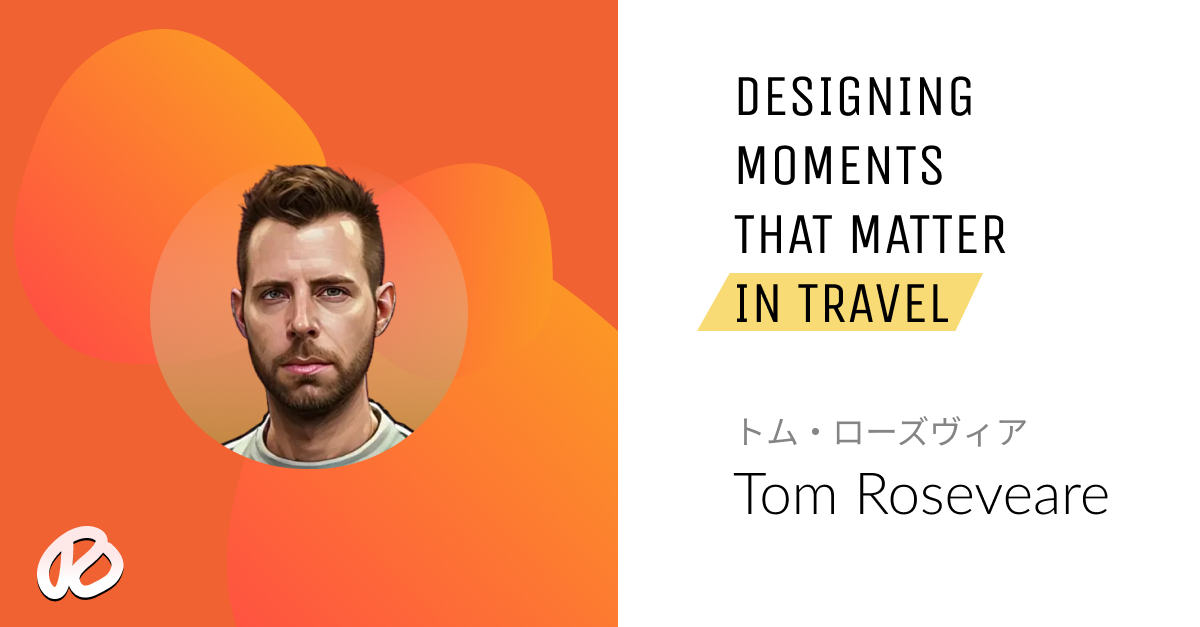 DESIGNING
MOMENTS
THAT MATTER
IN TRAVEL
トム・ローズヴィア
Tom Roseveare